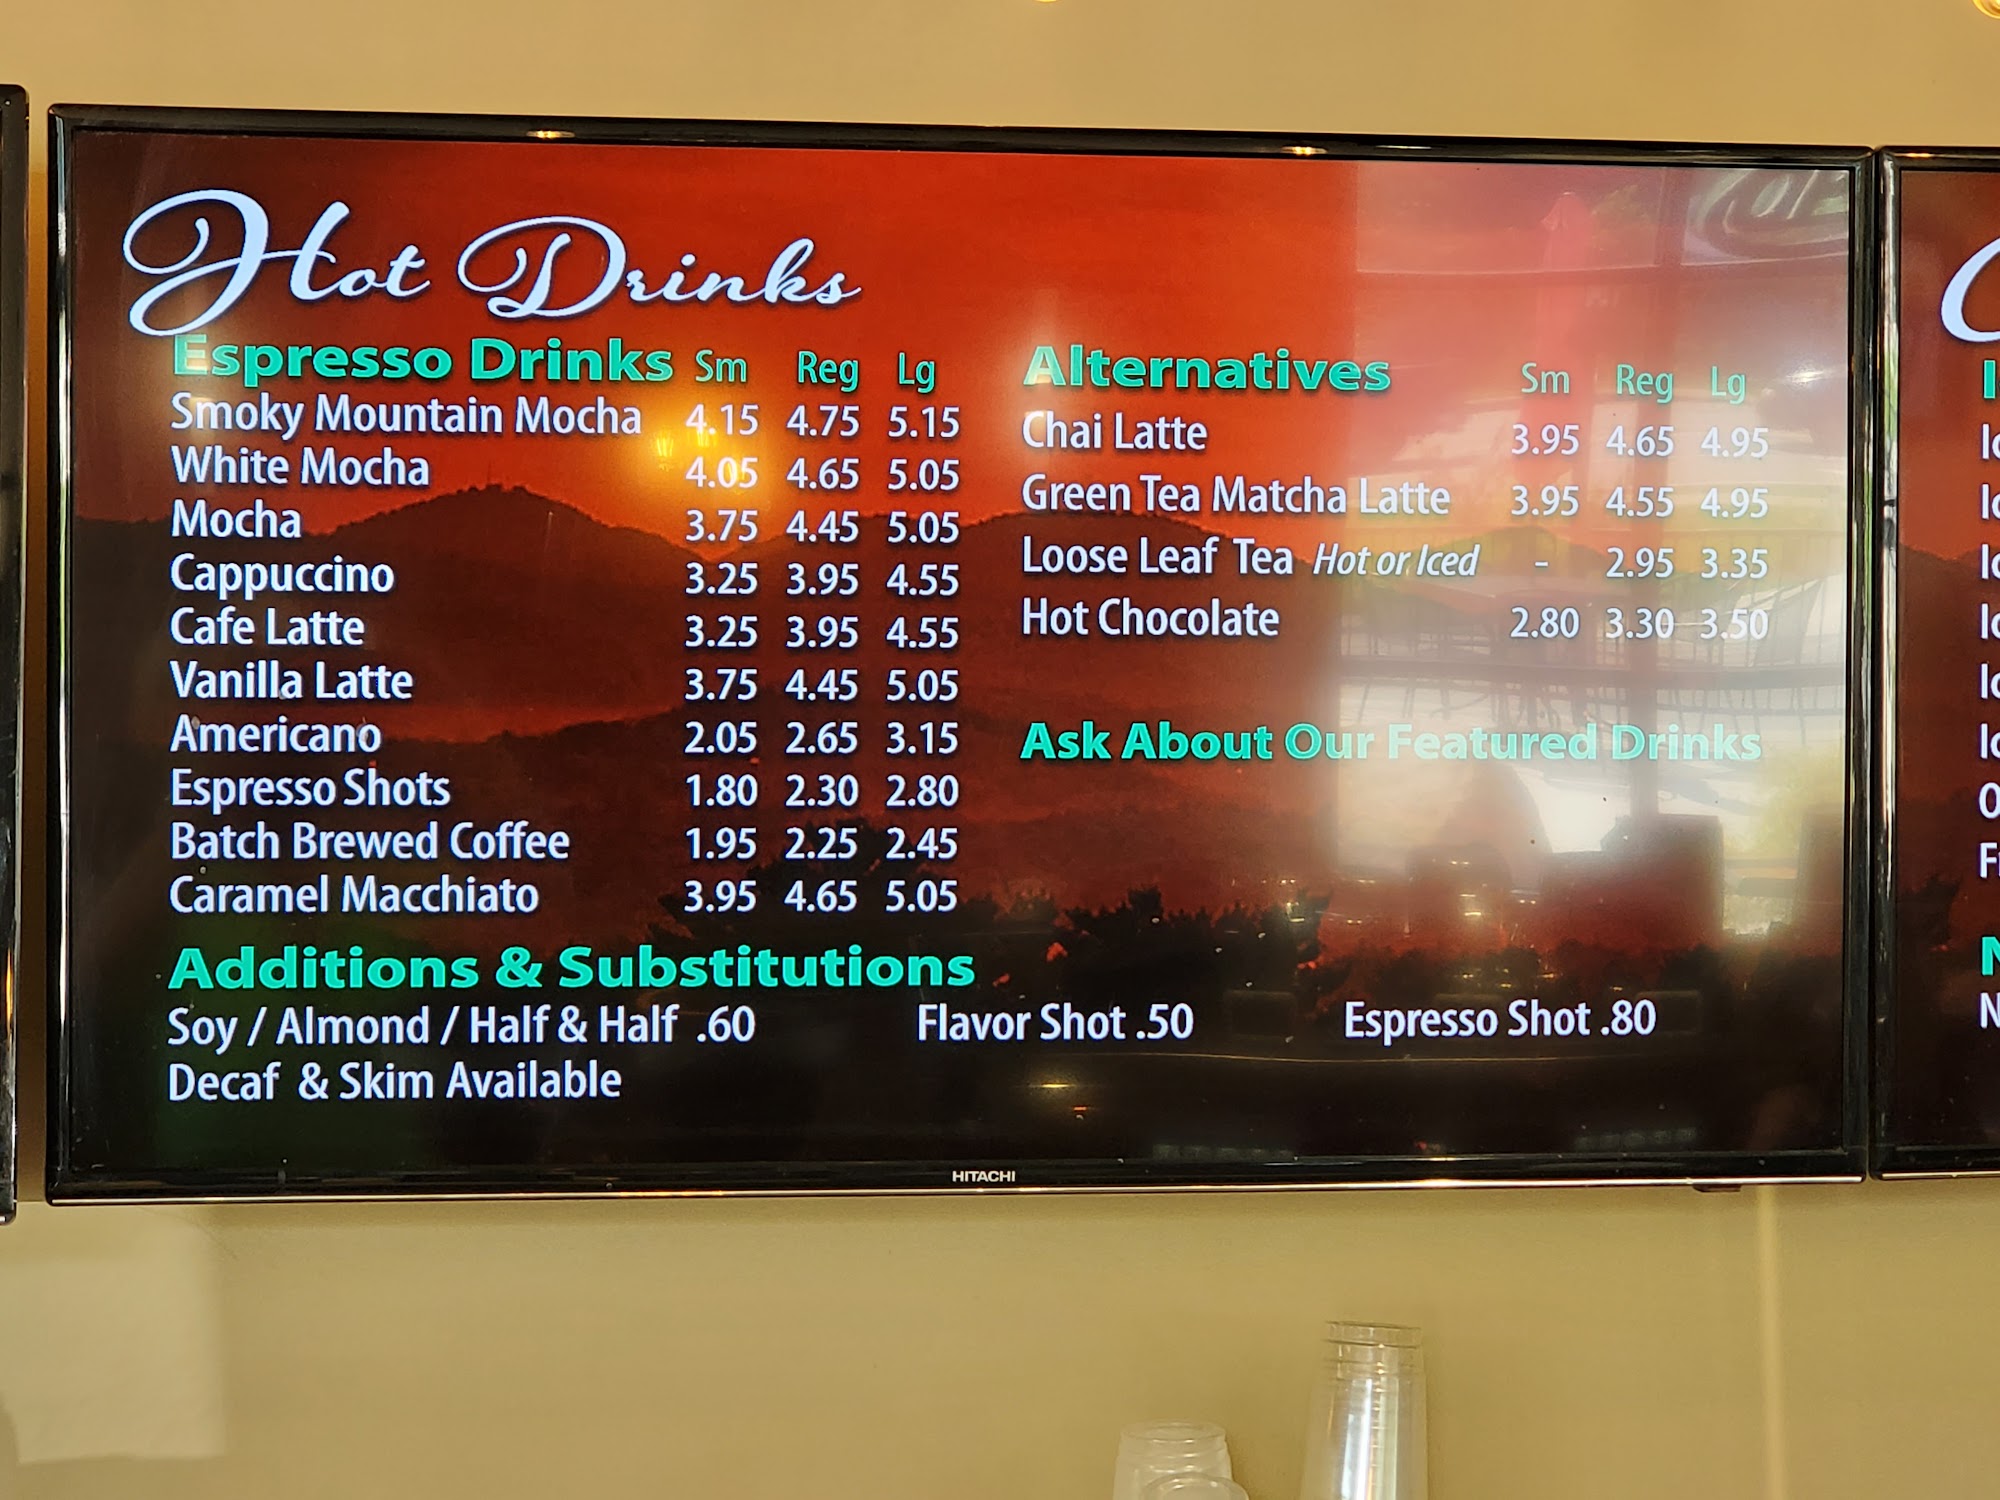 Hot Drinks
Espresso Drinks Sm Reg Lg
Smoky Mountain Mocha 4.15 4.75 5.15
White Mocha 4.05 4.65 5.05
Mocha 3.75 4.45 5.05
Cappuccino 3.25 3.95 4.55
Cafe Latte 3.25 3.95 4.55
Vanilla Latte 3.75 4.45 5.05
Americano 2.05 2.65 3.15
Espresso Shots 1.80 2.30 2.80
Batch Brewed Coffee 1.95 2.25 2.45
Caramel Macchiato 3.95 4.65 5.05
Alternatives Sm Reg Lg
Chai Latte 3.95 4.65 4.95
Green Tea Matcha Latte 3.95 4.55 4.95
Loose Leaf Tea Hot or Iced - 2.95 3.35
Hot Chocolate 2.80 3.30 3.50
Ask About Our Featured Drinks
Additions & Substitutions
Soy / Almond / Half & Half .60 Flavor Shot .50 Espresso Shot .80
Decaf & Skim Available
HITACHI